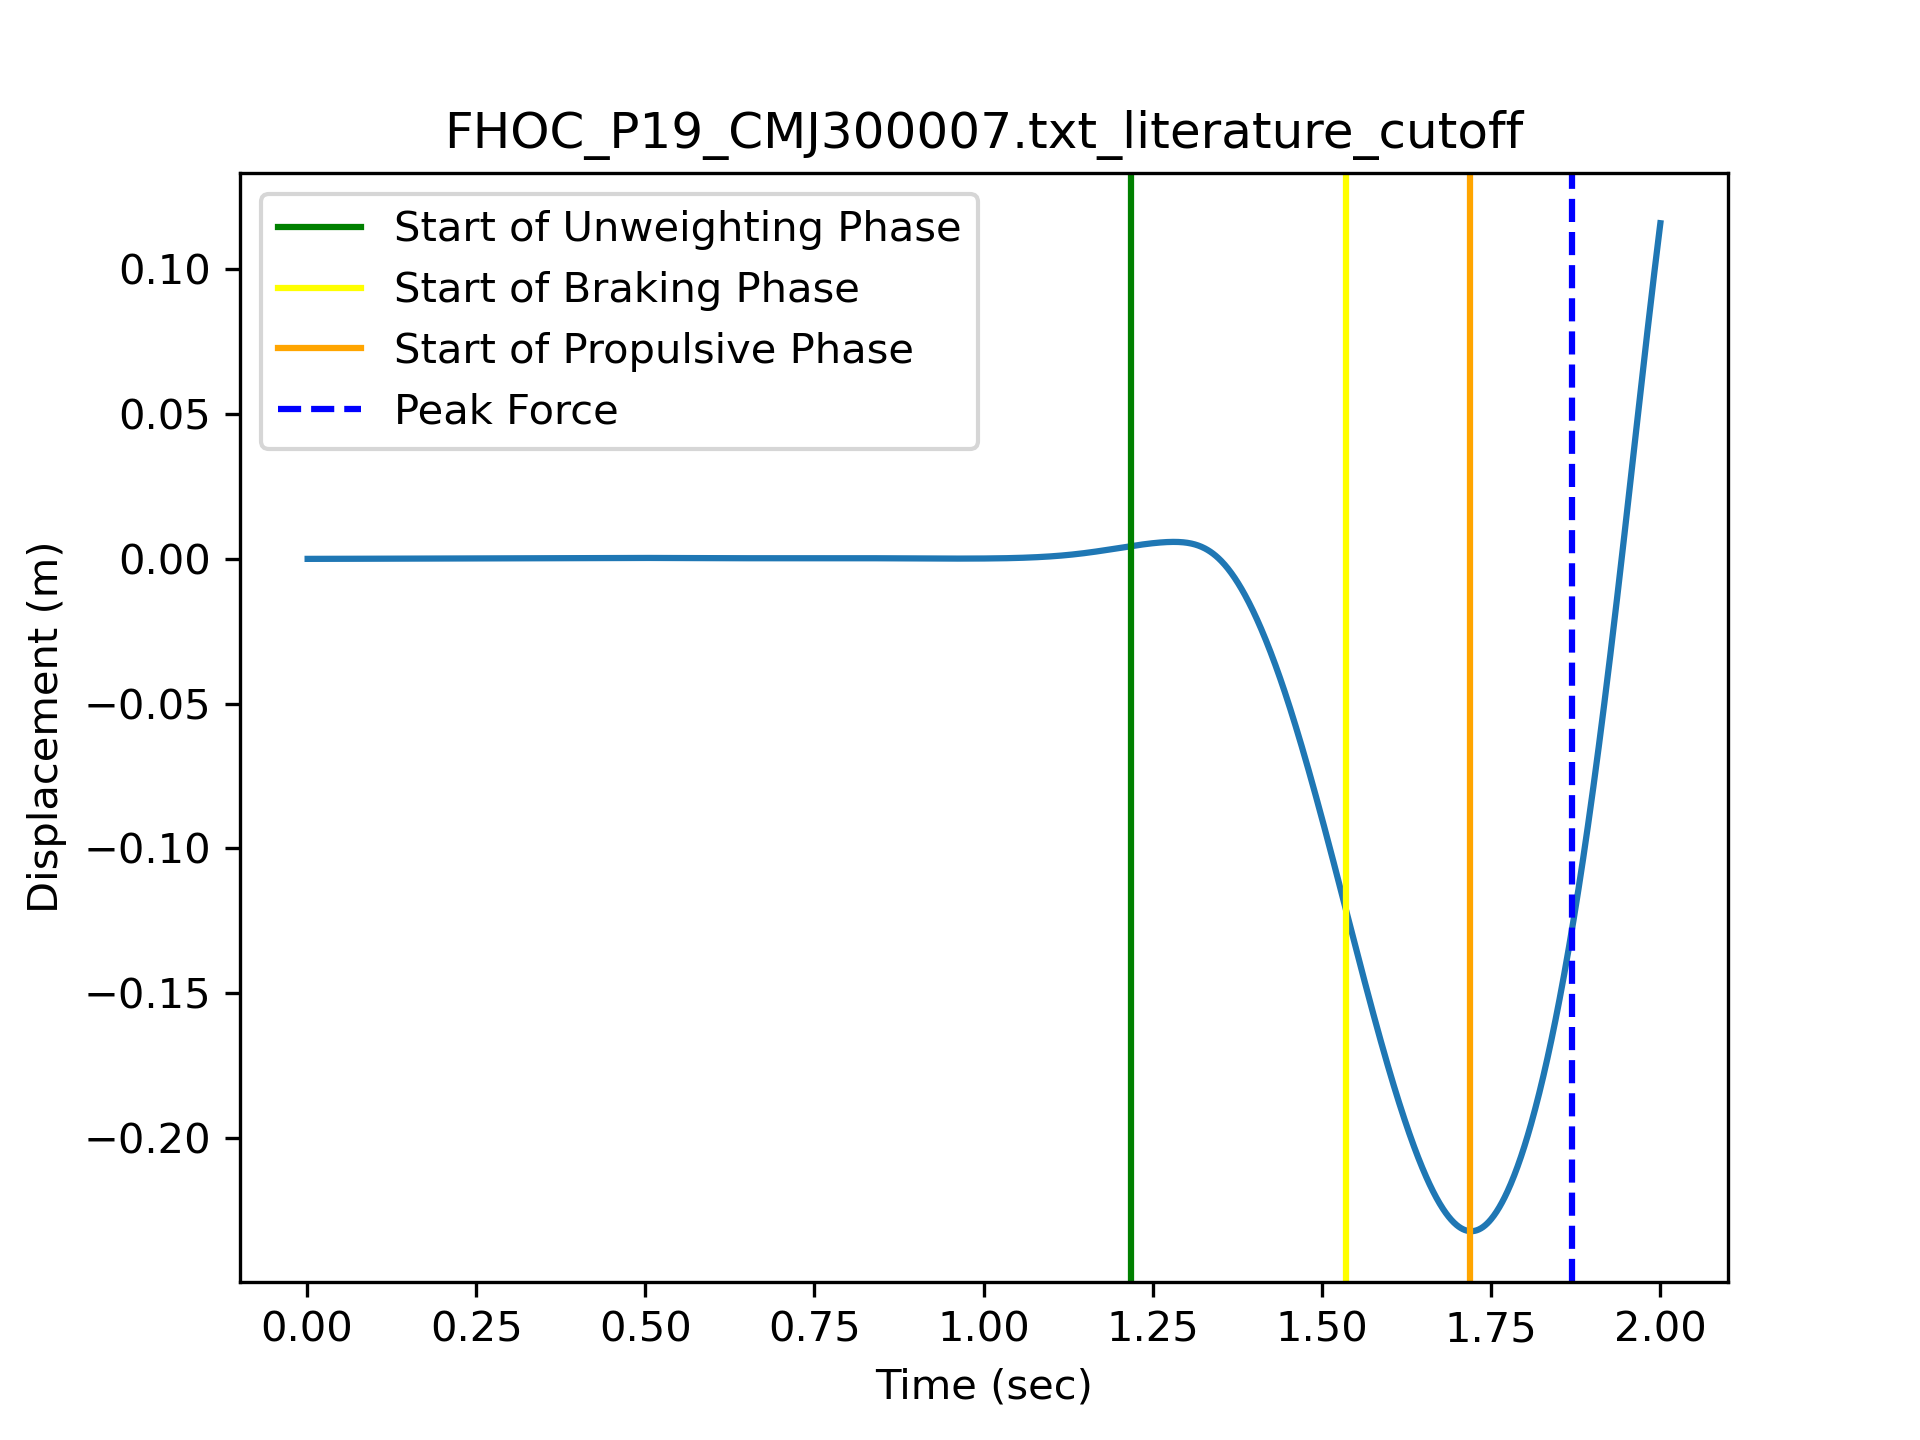 FHOC_P19_CMJ300007.txt_literature_cutoff
Start of Unweighting Phase
Start of Braking Phase
Start of Propulsive Phase
Peak Force
0.10
0.05
0.00
−0.05
−0.10
−0.15
−0.20
Displacement (m)
0.00 0.25 0.50 0.75 1.00 1.25 1.50 1.75 2.00
Time (sec)